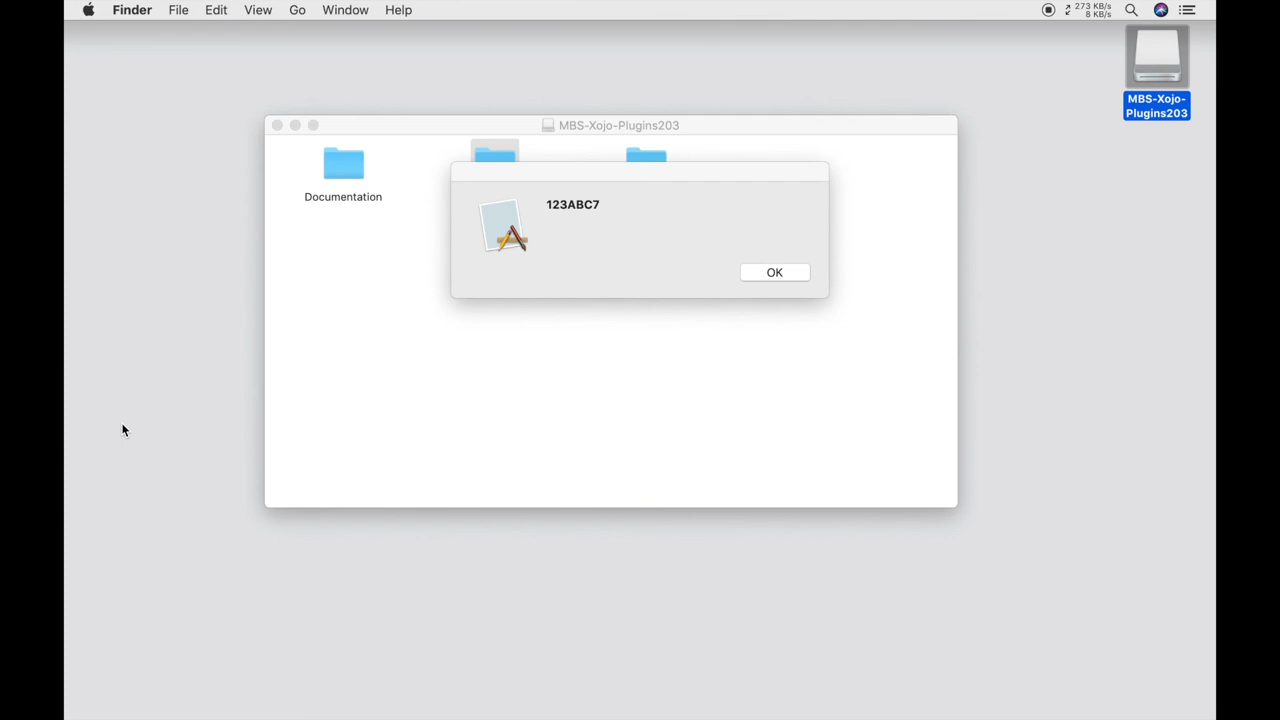 Finder File Edit View Go Window Help
273 KB/s
8 KB/s
MBS-Xojo-
Plugins203
MBS-Xojo-Plugins203
Documentation
123ABC7
OK